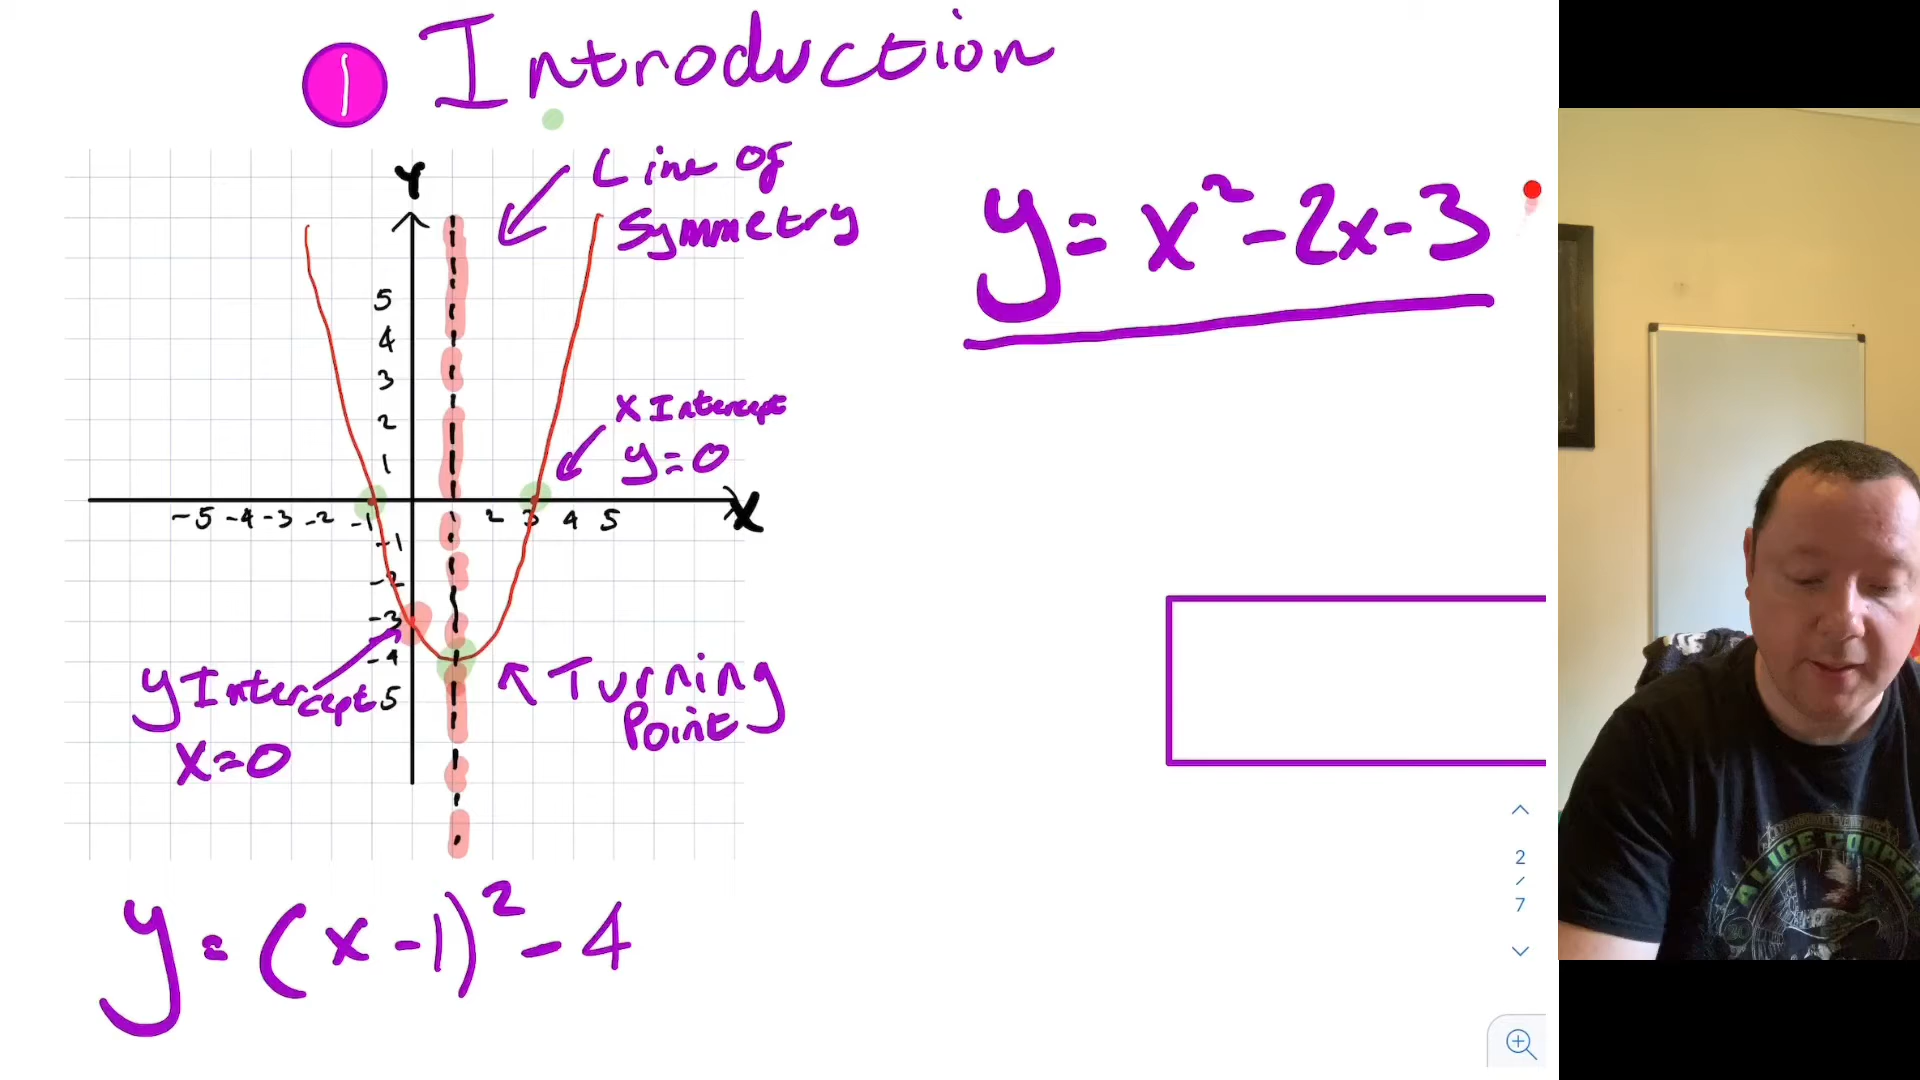 1 Introduction
Line of
Symmetry
y = x² - 2x - 3
Y
5
4
3
2
1
X Intercept
y = 0
-5 -4 -3 -2 -1 2 3 4 5 X
-1
-2
-3
-4
5
y Intercept
X = 0
Turning
Point
y = (x - 1)² - 4
2
/
7
ALICE COOPER